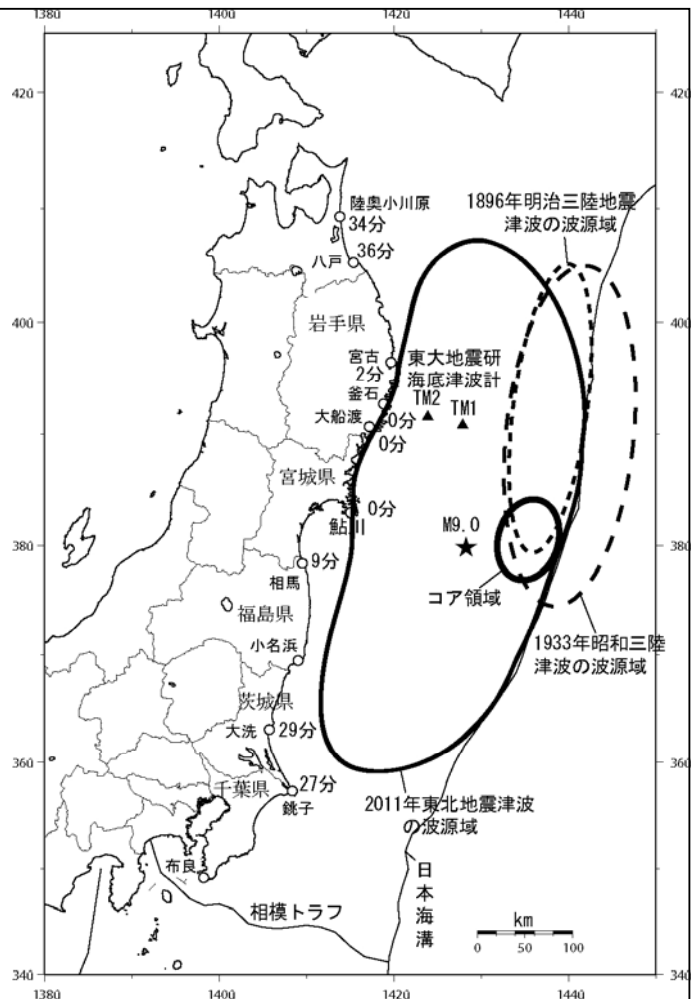 1380
1400
1420
1440
420
400
380
360
340
1380
1400
1420
1440
陸奥小川原
34分
36分
八戸
1896年明治三陸地震
津波の波源域
岩手県
宮古
2分
東大地震研
海底津波計
釜石
TM2
TM1
大船渡
0分
0分
宮城県
0分
鮎川
M9.0
9分
相馬
コア領域
福島県
小名浜
1933年昭和三陸
津波の波源域
茨城県
大洗
29分
27分
千葉県
銚子
2011年東北地震津波
の波源域
布良
日本海溝
相模トラフ
km
0
50
100